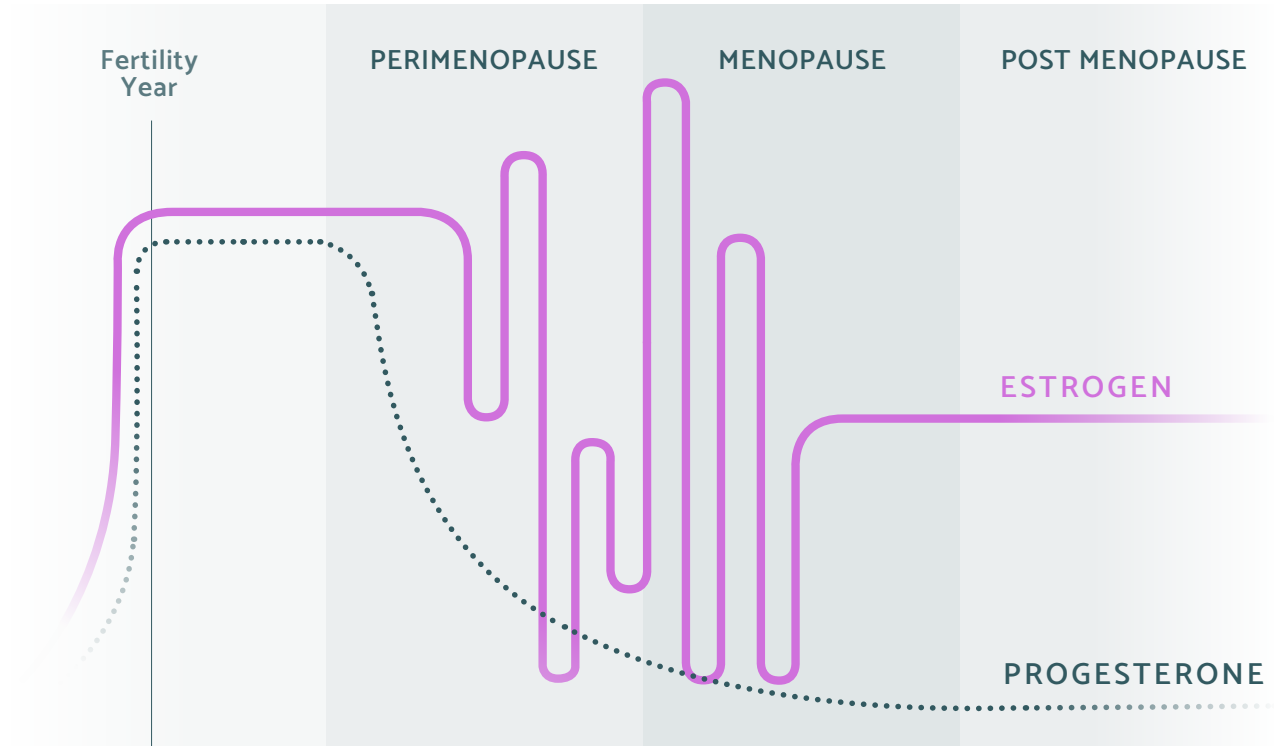 Fertility
Year
PERIMENOPAUSE
MENOPAUSE
POST MENOPAUSE
ESTROGEN
PROGESTERONE